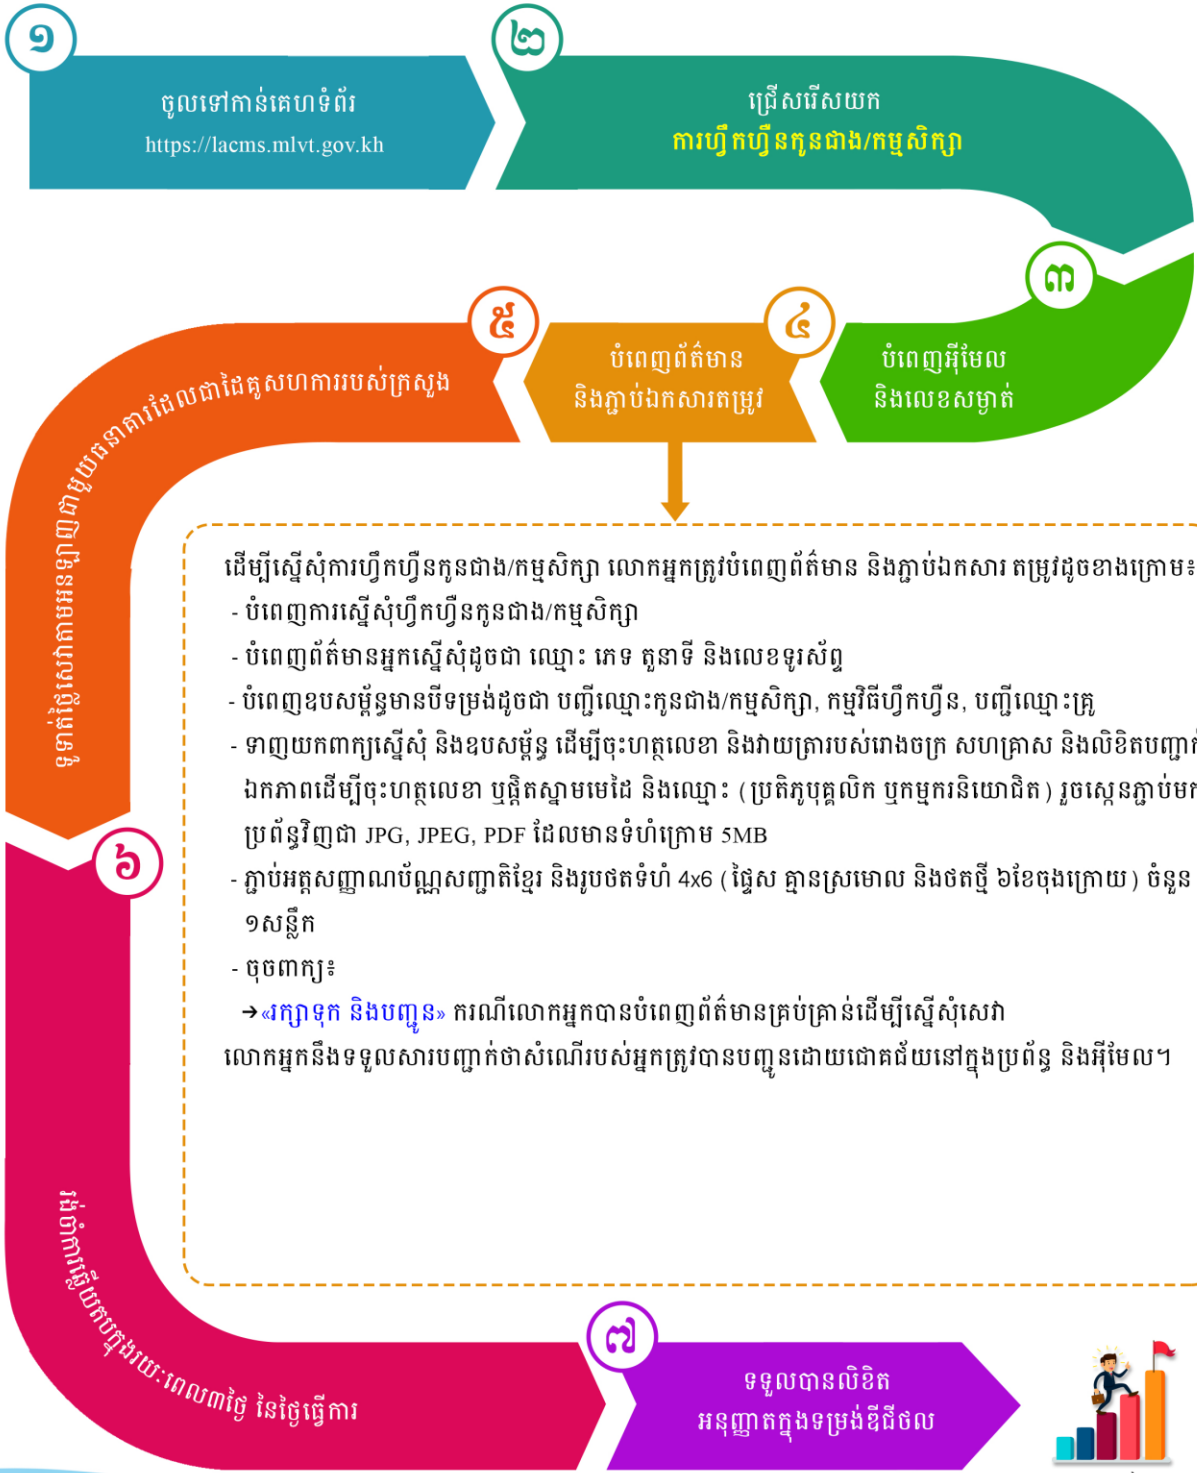 ១
ចូលទៅកាន់គេហទំព័រ
https://lacms.mlvt.gov.kh
២
ជ្រើសរើសយក
ការហ្វឹកហ្វឺនកូនជាង/កម្មសិក្សា
៣
បំពេញអ៊ីមែល
និងលេខសម្ងាត់
៤
បំពេញព័ត៌មាន
និងភ្ជាប់ឯកសារតម្រូវ
៥
ទូទាត់ថ្លៃសេវាតាមអនឡាញជាមួយធនាគារដែលជាដៃគូសហការរបស់ក្រសួង
ដើម្បីស្នើសុំការហ្វឹកហ្វឺនកូនជាង/កម្មសិក្សា លោកអ្នកត្រូវបំពេញព័ត៌មាន និងភ្ជាប់ឯកសារ តម្រូវដូចខាងក្រោម៖
- បំពេញការស្នើសុំហ្វឹកហ្វឺនកូនជាង/កម្មសិក្សា
- បំពេញព័ត៌មានអ្នកស្នើសុំដូចជា ឈ្មោះ ភេទ តួនាទី និងលេខទូរស័ព្ទ
- បំពេញឧបសម្ព័ន្ធមានបីទម្រង់ដូចជា បញ្ជីឈ្មោះកូនជាង/កម្មសិក្សា, កម្មវិធីហ្វឹកហ្វឺន, បញ្ជីឈ្មោះគ្រូ
- ទាញយកពាក្យស្នើសុំ និងឧបសម្ព័ន្ធ ដើម្បីចុះហត្ថលេខា និងវាយត្រារបស់រោងចក្រ សហគ្រាស និងលិខិតបញ្ជាក់
ឯកភាពដើម្បីចុះហត្ថលេខា ឬផ្តិតស្នាមមេដៃ និងឈ្មោះ (ប្រតិភូបុគ្គលិក ឬកម្មករនិយោជិត) រួចស្កេនភ្ជាប់មក
ប្រព័ន្ធវិញជា JPG, JPEG, PDF ដែលមានទំហំក្រោម 5MB
- ភ្ជាប់អត្តសញ្ញាណប័ណ្ណសញ្ជាតិខ្មែរ និងរូបថតទំហំ 4x6 (ផ្ទៃស គ្មានស្រមោល និងថតថ្មី ៦ខែចុងក្រោយ) ចំនួន
១សន្លឹក
- ចុចពាក្យ៖
➔«រក្សាទុក និងបញ្ជូន» ករណីលោកអ្នកបានបំពេញព័ត៌មានគ្រប់គ្រាន់ដើម្បីស្នើសុំសេវា
លោកអ្នកនឹងទទួលសារបញ្ជាក់ថាសំណើរបស់អ្នកត្រូវបានបញ្ជូនដោយជោគជ័យនៅក្នុងប្រព័ន្ធ និងអ៊ីមែល។
៦
រង់ចាំការឆ្លើយតបក្នុងរយៈពេល៣ថ្ងៃ នៃថ្ងៃធ្វើការ
៧
ទទួលបានលិខិត
អនុញ្ញាតក្នុងទម្រង់ឌីជីថល